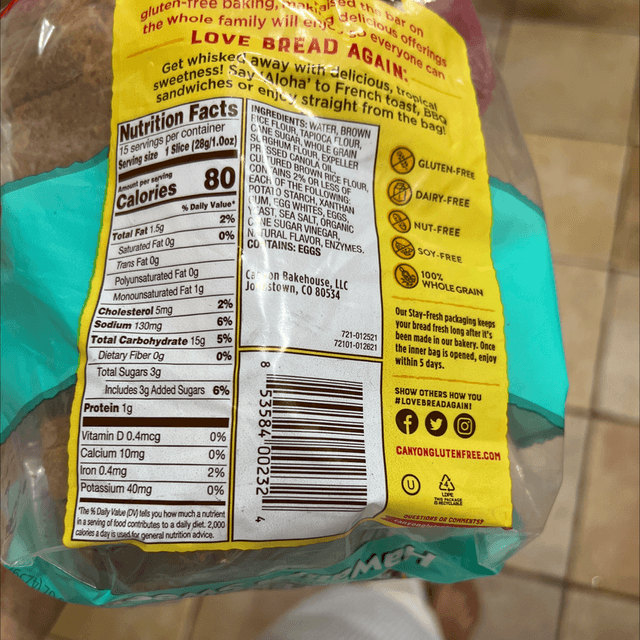 gluten-free baking, bar on
the whole family will enj delicious offerings
so everyone can
LOVE BREAD AGAIN!
Get whisked away with delicious, tropical
sweetness! Say 'Aloha' to French toast, BBQ
sandwiches or enjoy straight from the bag!
Nutrition Facts
15 servings per container
Serving size 1 Slice (28g/1.0oz)
Amount per serving
Calories 80
% Daily Value*
Total Fat 1.5g 2%
Saturated Fat 0g 0%
Trans Fat 0g
Polyunsaturated Fat 0g
Monounsaturated Fat 1g
Cholesterol 5mg 2%
Sodium 130mg 6%
Total Carbohydrate 15g 5%
Dietary Fiber 0g 0%
Total Sugars 3g
Includes 3g Added Sugars 6%
Protein 1g
Vitamin D 0.4mcg 0%
Calcium 10mg 0%
Iron 0.4mg 2%
Potassium 40mg 0%
*The % Daily Value (DV) tells you how much a nutrient
in a serving of food contributes to a daily diet. 2,000
calories a day is used for general nutrition advice.
INGREDIENTS: WATER, BROWN
RICE FLOUR, TAPIOCA FLOUR,
CANE SUGAR, WHOLE GRAIN
SORGHUM FLOUR, EXPELLER
PRESSED CANOLA OIL,
CULTURED BROWN RICE FLOUR,
CONTAINS 2% OR LESS OF
EACH OF THE FOLLOWING:
POTATO STARCH, XANTHAN
GUM, EGG WHITES, EGGS,
YEAST, SEA SALT, ORGANIC
CANE SUGAR VINEGAR,
NATURAL FLAVOR, ENZYMES.
CONTAINS: EGGS
Canyon Bakehouse, LLC
Johnstown, CO 80534
721-012521
72101-012621
8 53584 00232 4
GLUTEN-FREE
DAIRY-FREE
NUT-FREE
SOY-FREE
100%
WHOLE GRAIN
Our Stay-Fresh packaging keeps
your bread fresh long after it's
been made in our bakery. Once
the inner bag is opened, enjoy
within 5 days.
SHOW OTHERS HOW YOU
#LOVEBREADAGAIN!
CANYONGLUTENFREE.COM
U
4
LDPE
THIS PACKAGE
IS RECYCLABLE
QUESTIONS OR COMMENTS?